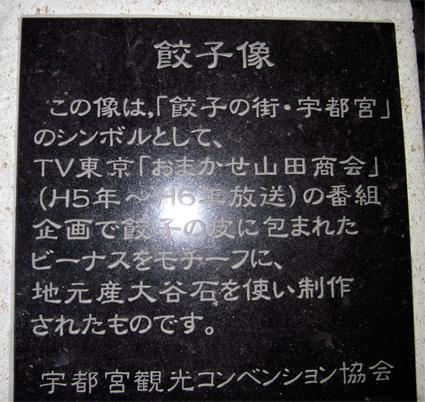 餃子像
この像は,「餃子の街・宇都宮」
のシンボルとして、
TV東京「おまかせ山田商会」
(H5年〜H6年放送)の番組
企画で餃子の皮に包まれた
ビーナスをモチーフに、
地元産大谷石を使い制作
されたものです。
宇都宮観光コンベンション協会